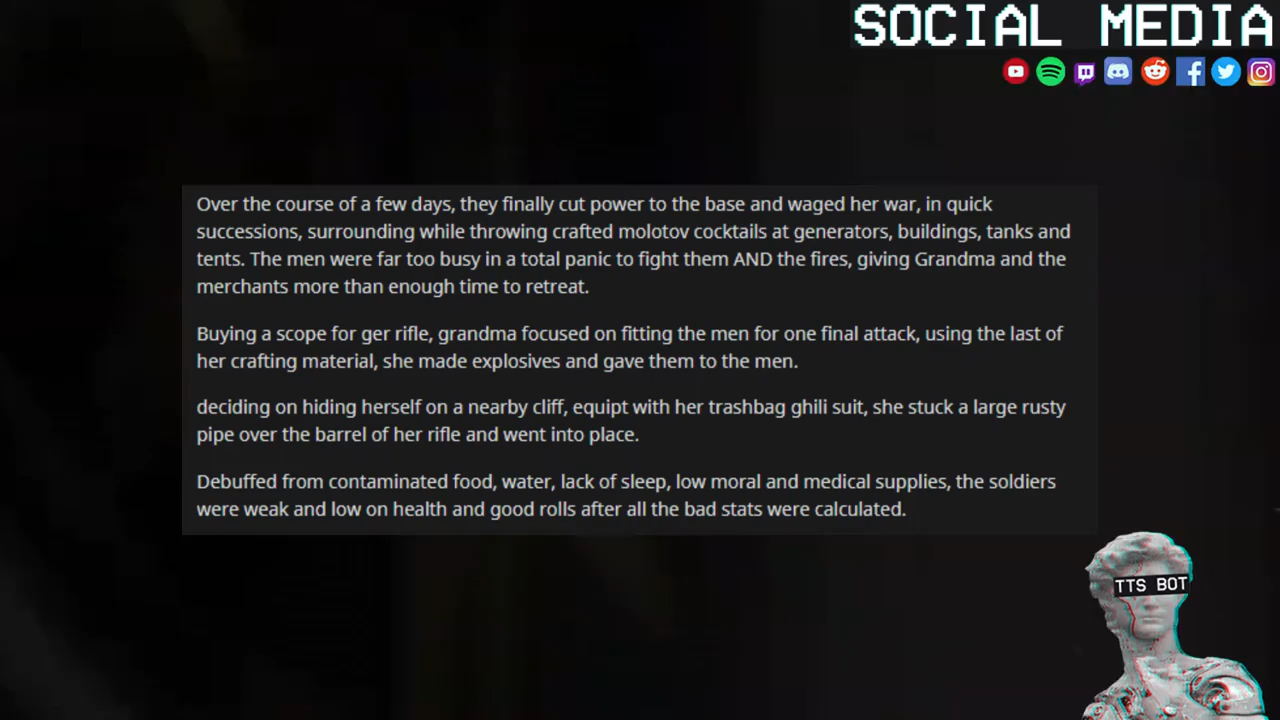 SOCIAL MEDIA
Over the course of a few days, they finally cut power to the base and waged her war, in quick
successions, surrounding while throwing crafted molotov cocktails at generators, buildings, tanks and
tents. The men were far too busy in a total panic to fight them AND the fires, giving Grandma and the
merchants more than enough time to retreat.
Buying a scope for ger rifle, grandma focused on fitting the men for one final attack, using the last of
her crafting material, she made explosives and gave them to the men.
deciding on hiding herself on a nearby cliff, equipt with her trashbag ghili suit, she stuck a large rusty
pipe over the barrel of her rifle and went into place.
Debuffed from contaminated food, water, lack of sleep, low moral and medical supplies, the soldiers
were weak and low on health and good rolls after all the bad stats were calculated.
TTS BOT